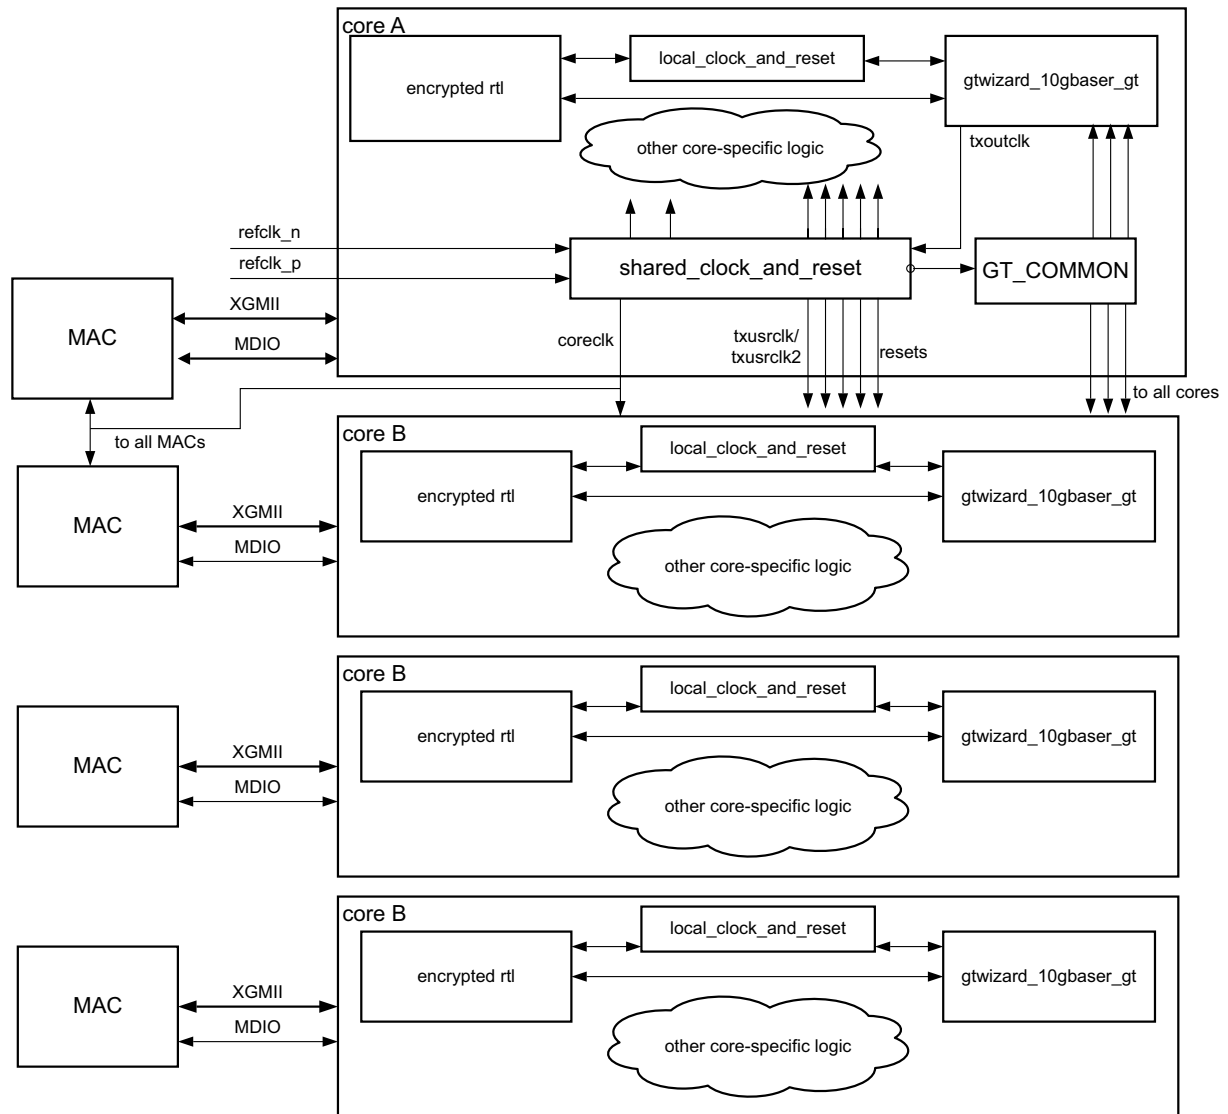 core A
local_clock_and_reset
encrypted rtl
gtwizard_10gbaser_gt
other core-specific logic
txoutclk
refclk_n
refclk_p
shared_clock_and_reset
GT_COMMON
MAC
XGMII
MDIO
coreclk
txusrclk/
txusrclk2
resets
to all cores
to all MACs
core B
local_clock_and_reset
encrypted rtl
gtwizard_10gbaser_gt
MAC
XGMII
MDIO
other core-specific logic
core B
local_clock_and_reset
encrypted rtl
gtwizard_10gbaser_gt
MAC
XGMII
MDIO
other core-specific logic
core B
local_clock_and_reset
encrypted rtl
gtwizard_10gbaser_gt
MAC
XGMII
MDIO
other core-specific logic